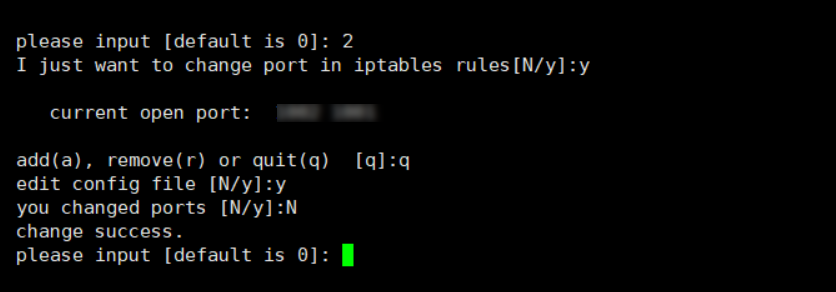 please input [default is 0]: 2
I just want to change port in iptables rules[N/y]:y
current open port:
add(a), remove(r) or quit(q)  [q]:q
edit config file [N/y]:y
you changed ports [N/y]:N
change success.
please input [default is 0]: